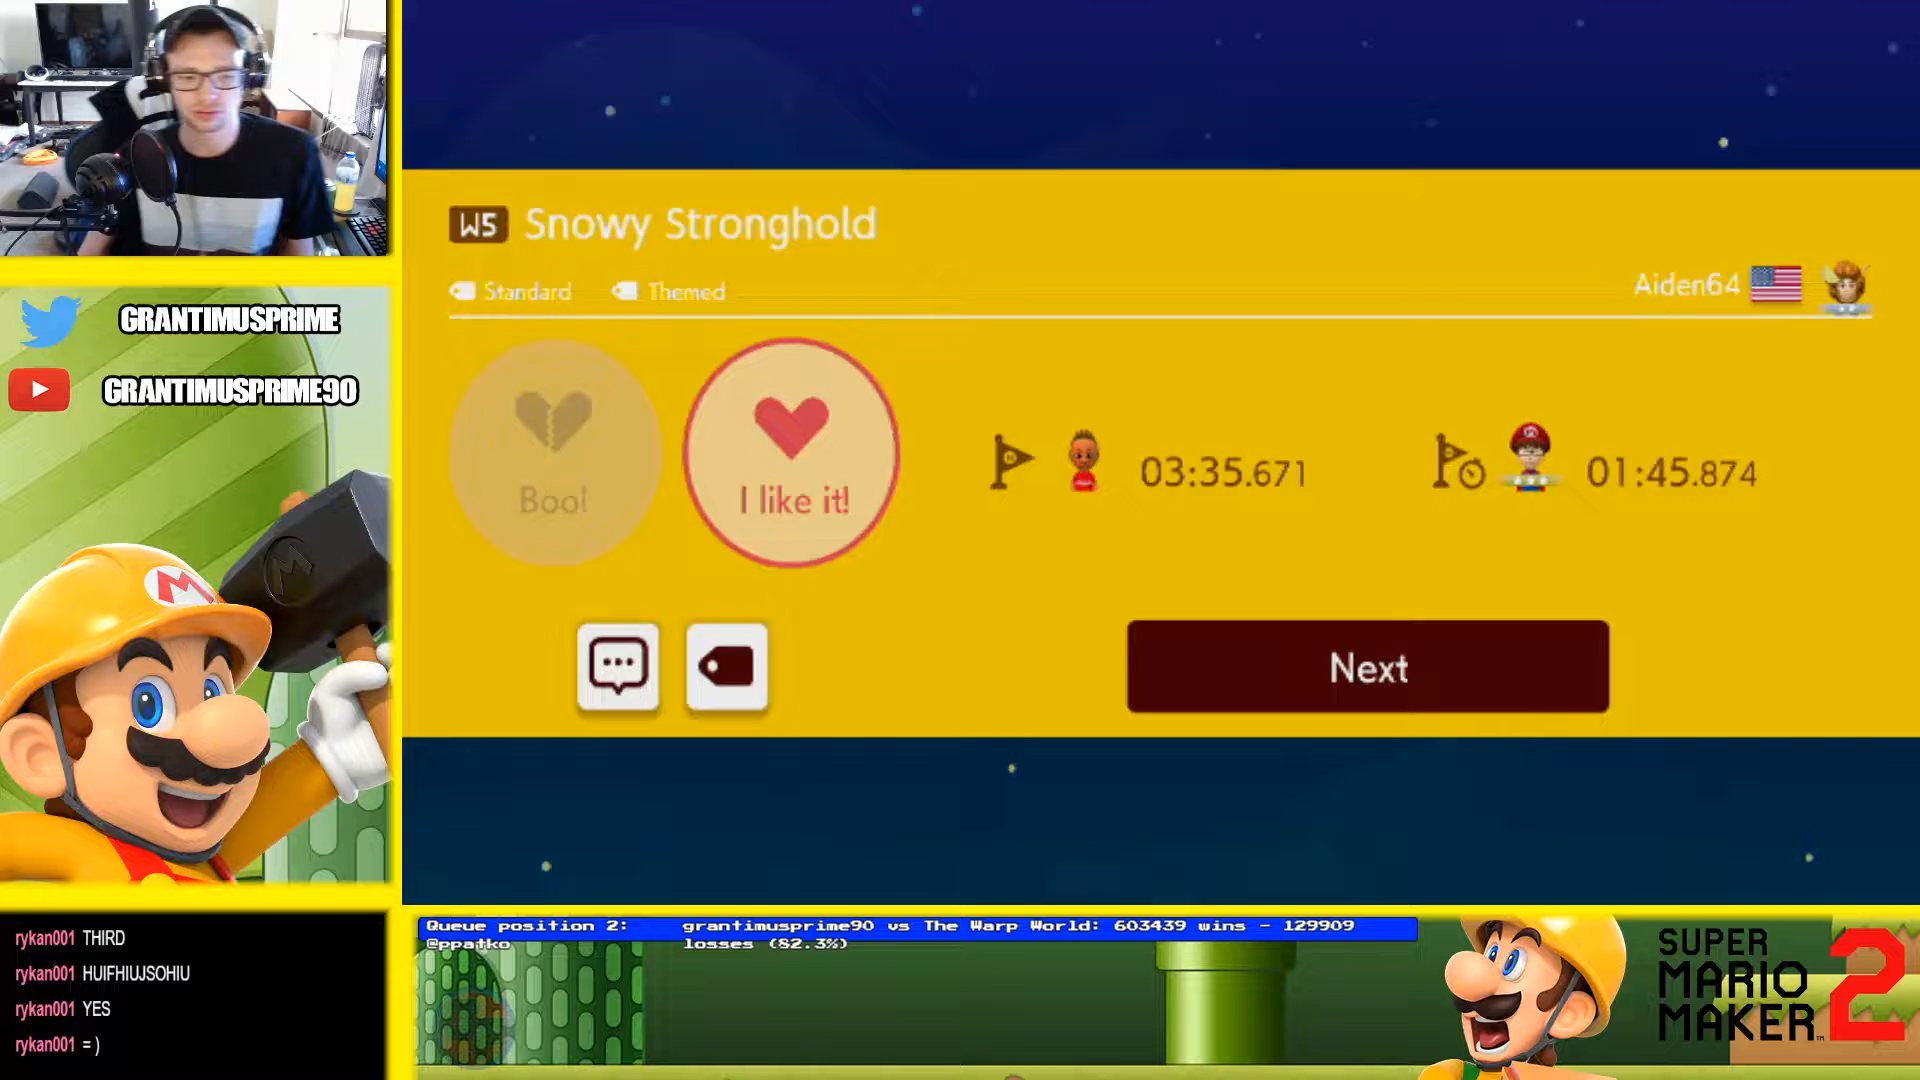 W5 Snowy Stronghold
Standard Themed
Aiden64
Boo!
I like it!
03:35.671
01:45.874
Next
GRANTIMUSPRIME
GRANTIMUSPRIME90
M
M
rykan001 THIRD
rykan001 HUIFHIUJSOHIU
rykan001 YES
rykan001 =)
Queue position 2: grantimusprime90 vs The Warp World: 603439 wins - 129909
@ppatko losses (82.3%)
SUPER
MARIO
MAKER 2